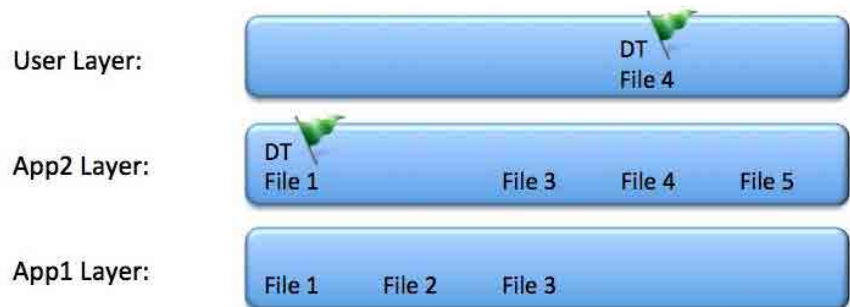 User Layer:
DT
File 4
App2 Layer:
DT
File 1 File 3 File 4 File 5
App1 Layer:
File 1 File 2 File 3